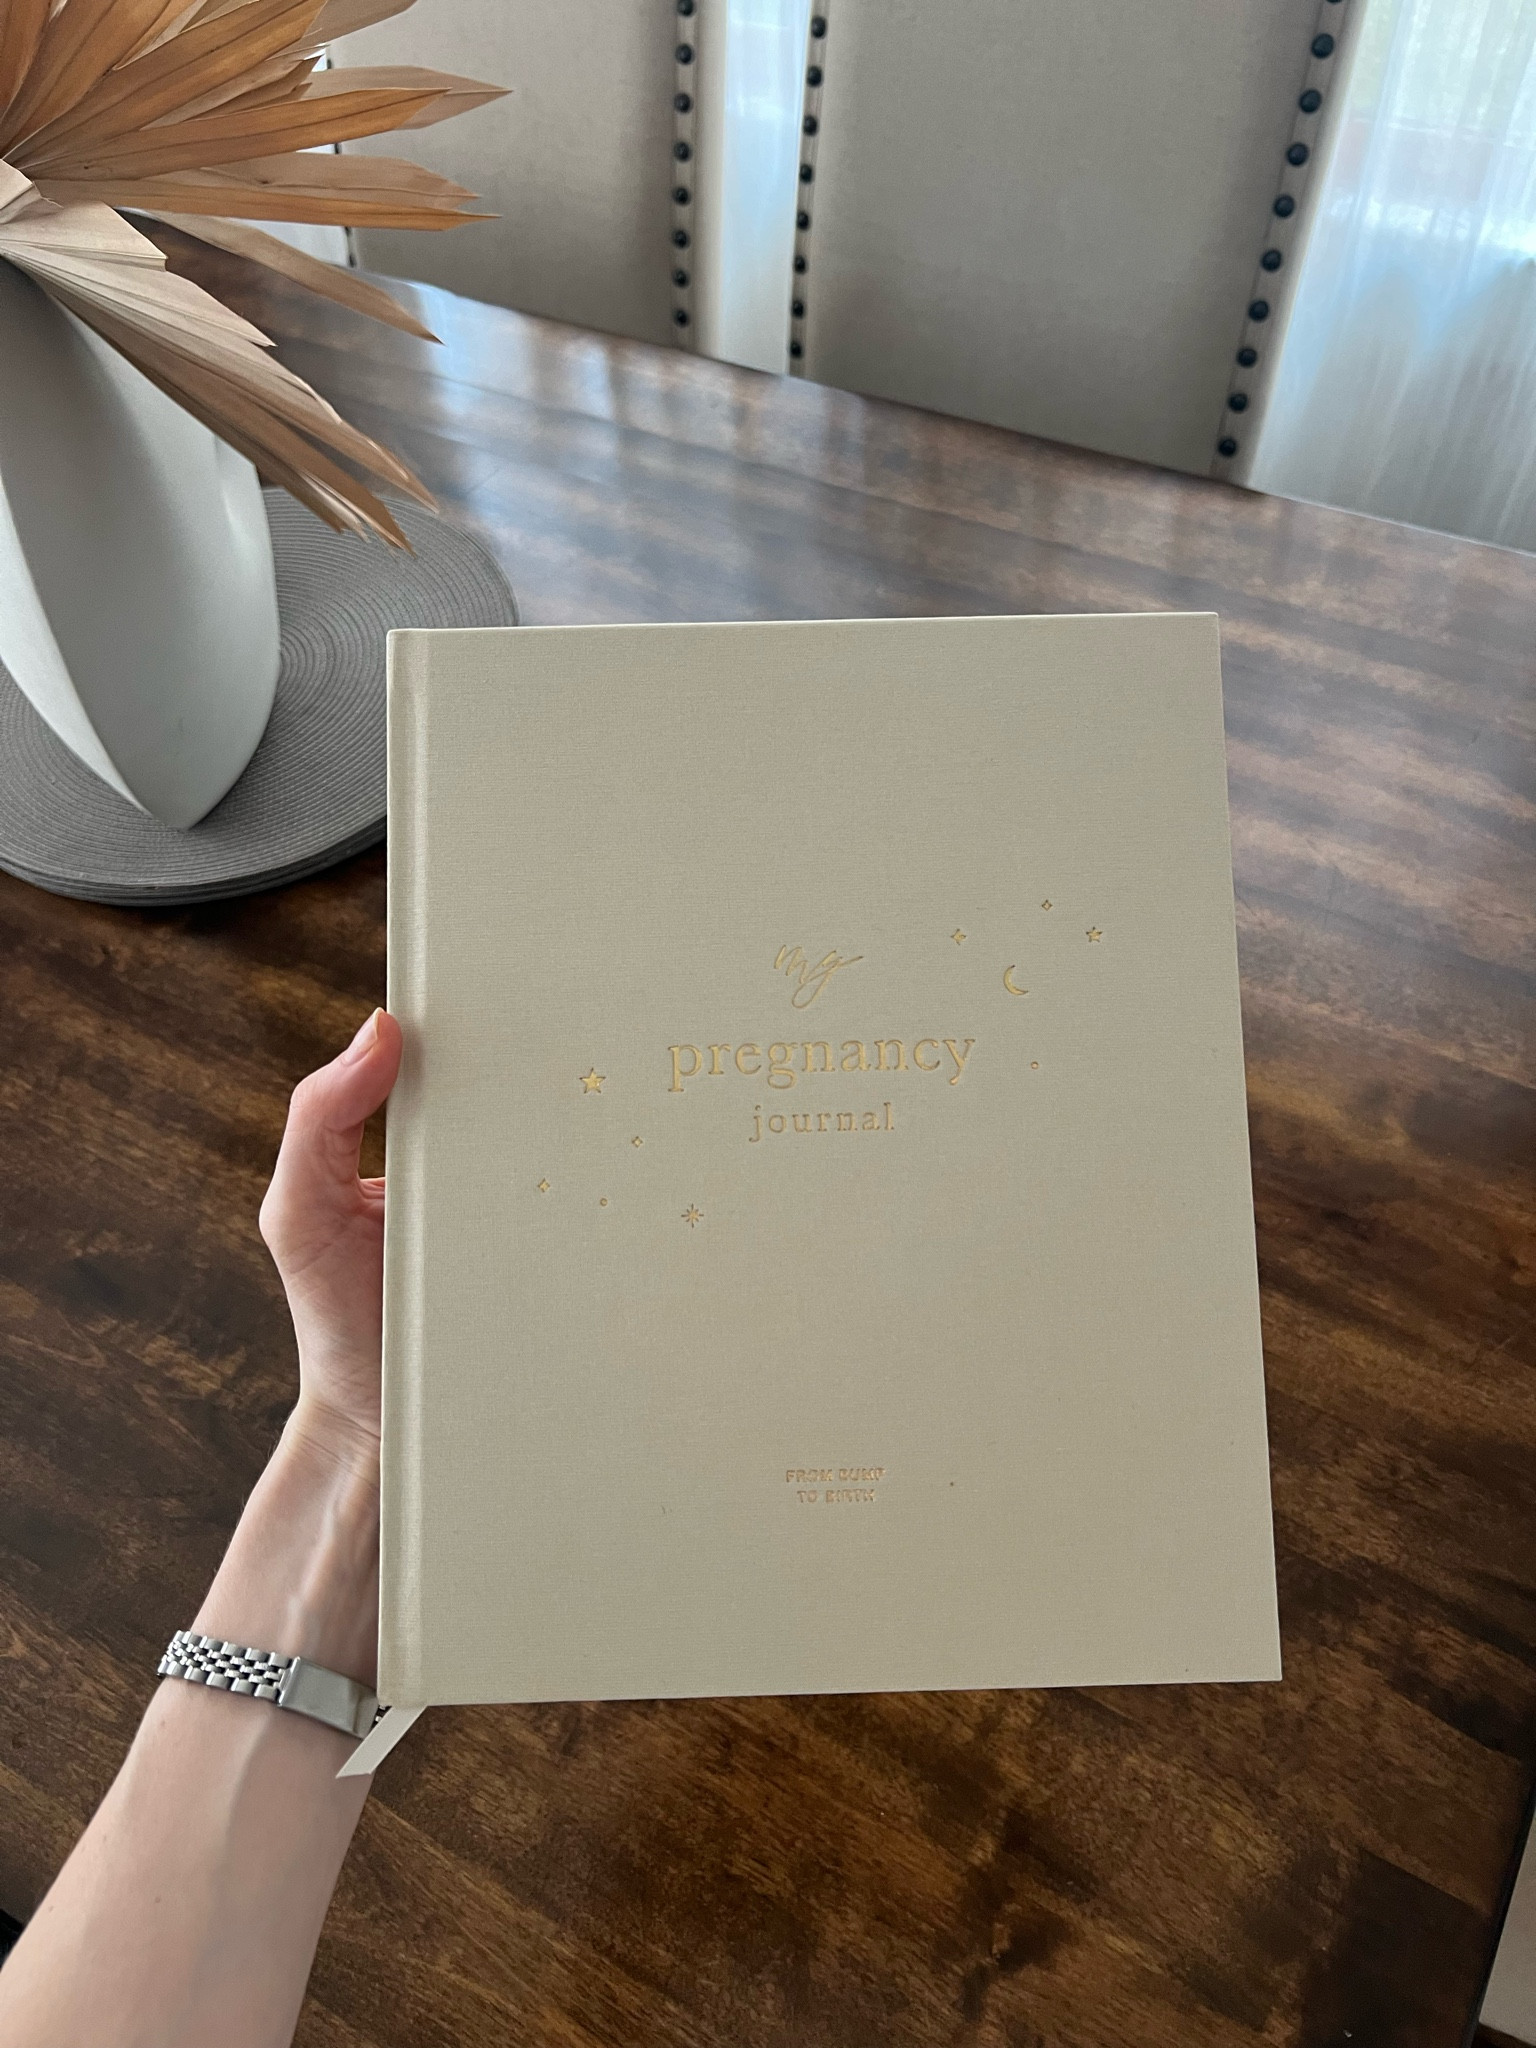 my
pregnancy
journal
FROM BUMP
TO BIRTH